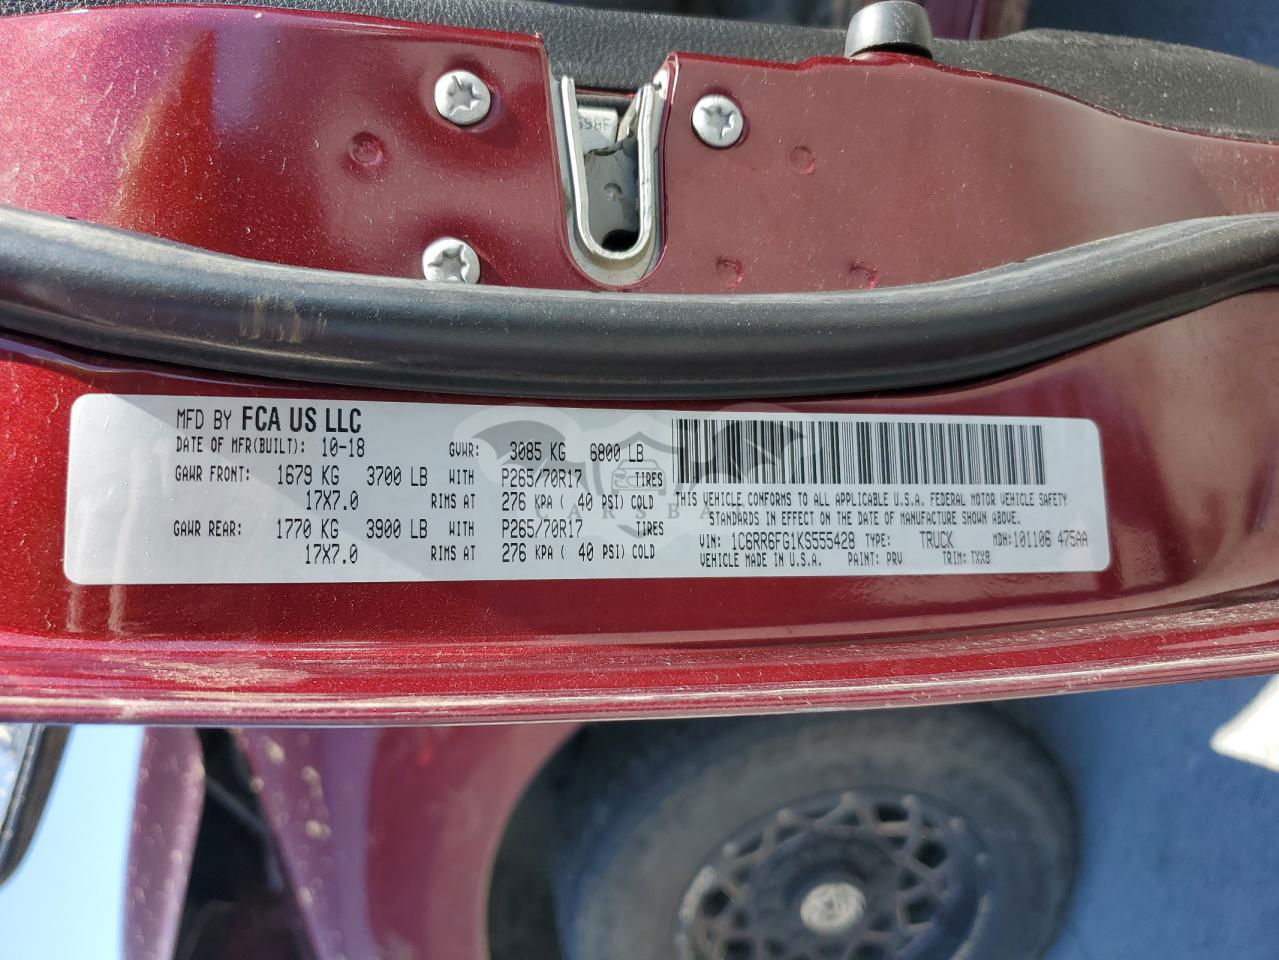 S98F
MFD BY FCA US LLC
DATE OF MFR(BUILT): 10-18 GVWR: 3085 KG 6800 LB
GAWR FRONT: 1679 KG 3700 LB WITH P265/70R17 TIRES
17X7.0 RIMS AT 276 KPA ( 40 PSI) COLD
GAWR REAR: 1770 KG 3900 LB WITH P265/70R17 TIRES
17X7.0 RIMS AT 276 KPA ( 40 PSI) COLD
THIS VEHICLE CONFORMS TO ALL APPLICABLE U.S.A. FEDERAL MOTOR VEHICLE SAFETY
STANDARDS IN EFFECT ON THE DATE OF MANUFACTURE SHOWN ABOVE.
VIN: 1C6RR6FG1KS555428 TYPE: TRUCK MDH:101106 475AA
VEHICLE MADE IN U.S.A. PAINT: PRV TRIM: TXX8